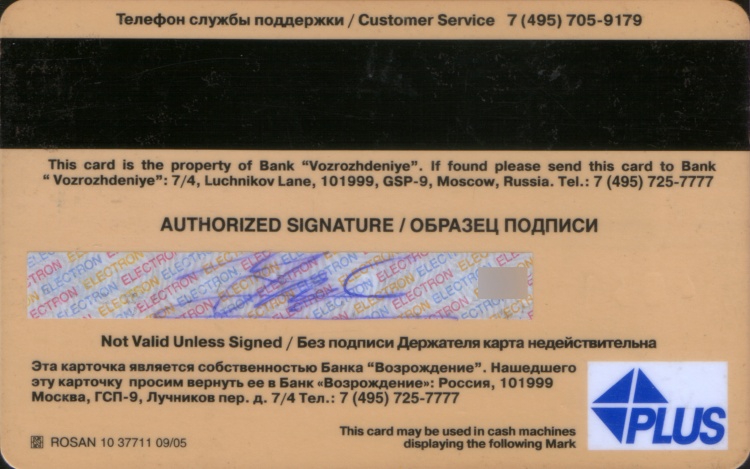 Телефон службы поддержки / Customer Service 7 (495) 705-9179
This card is the property of Bank "Vozrozhdeniye". If found please send this card to Bank
“ Vozrozhdeniye”: 7/4, Luchnikov Lane, 101999, GSP-9, Moscow, Russia. Tel.: 7 (495) 725-7777
AUTHORIZED SIGNATURE / ОБРАЗЕЦ ПОДПИСИ
ELECTRON ELECTRON ELECTRON ELECTRON ELECTRON
Not Valid Unless Signed / Без подписи Держателя карта недействительна
Эта карточка является собственностью Банка “Возрождение”. Нашедшего
эту карточку просим вернуть ее в Банк «Возрождение»: Россия, 101999
Москва, ГСП-9, Лучников пер. д. 7/4 Тел.: 7 (495) 725-7777
PLUS
ROSAN 10 37711 09/05
This card may be used in cash machines
displaying the following Mark